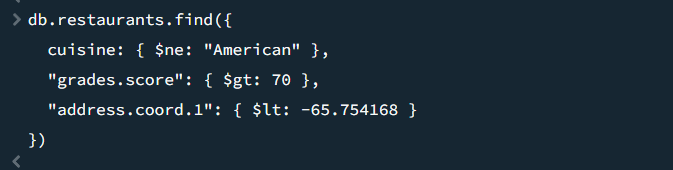 > db.restaurants.find({
cuisine: { $ne: "American" },
"grades.score": { $gt: 70 },
"address.coord.1": { $lt: -65.754168 }
})
<